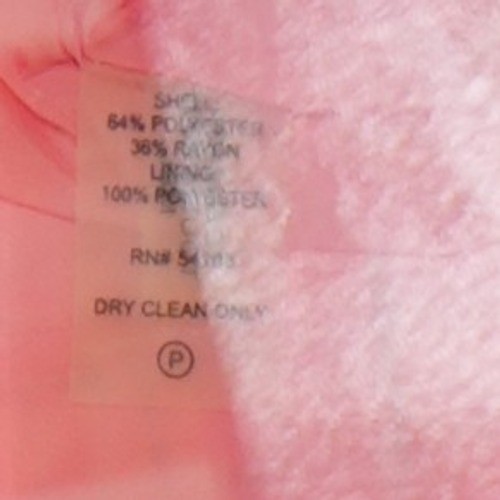 SHELL:
64% POLYESTER
36% RAYON
LINING:
100% POLYESTER
RN#
DRY CLEAN ONLY
P